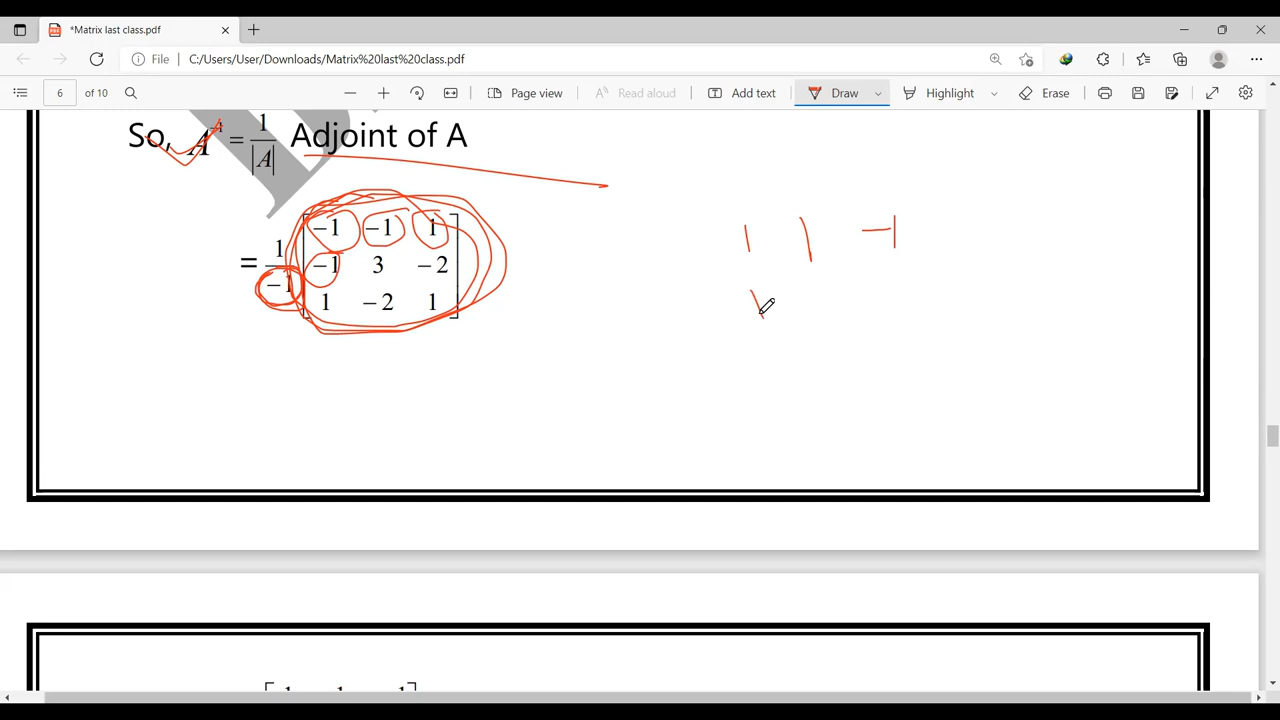 *Matrix last class.pdf
File | C:/Users/User/Downloads/Matrix%20last%20class.pdf
6 of 10 Page view Read aloud Add text Draw Highlight Erase
So, = 1/|A| Adjoint of A
= 1/-1 [ -1 -1 1
-1 3 -2
1 -2 1 ]
1 1 -1